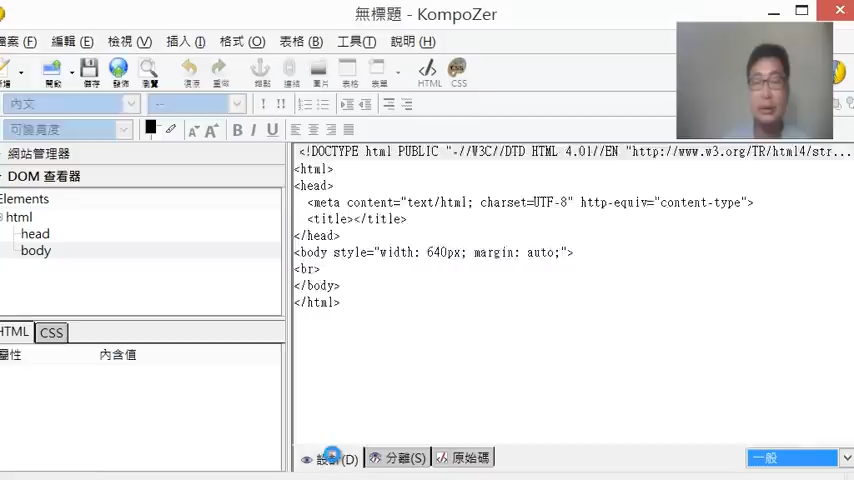 無標題 - KompoZer
檔案 (F) 編輯 (E) 檢視 (V) 插入 (I) 格式 (O) 表格 (B) 工具(T) 說明 (H)
開啟 儲存 發佈 瀏覽 復原 重做 錨點 連結 圖片 表格 表單 HTML CSS
內文 --
可變寬度 B I U
網站管理器
DOM 查看器
Elements
html
head
body
HTML CSS
屬性 內含值
<!DOCTYPE html PUBLIC "-//W3C//DTD HTML 4.01//EN "http://www.w3.org/TR/html4/str...
<html>
<head>
<meta content="text/html; charset=UTF-8" http-equiv="content-type">
<title></title>
</head>
<body style="width: 640px; margin: auto;">
<br>
</body>
</html>
設計(D) 分離(S) 原始碼 一般